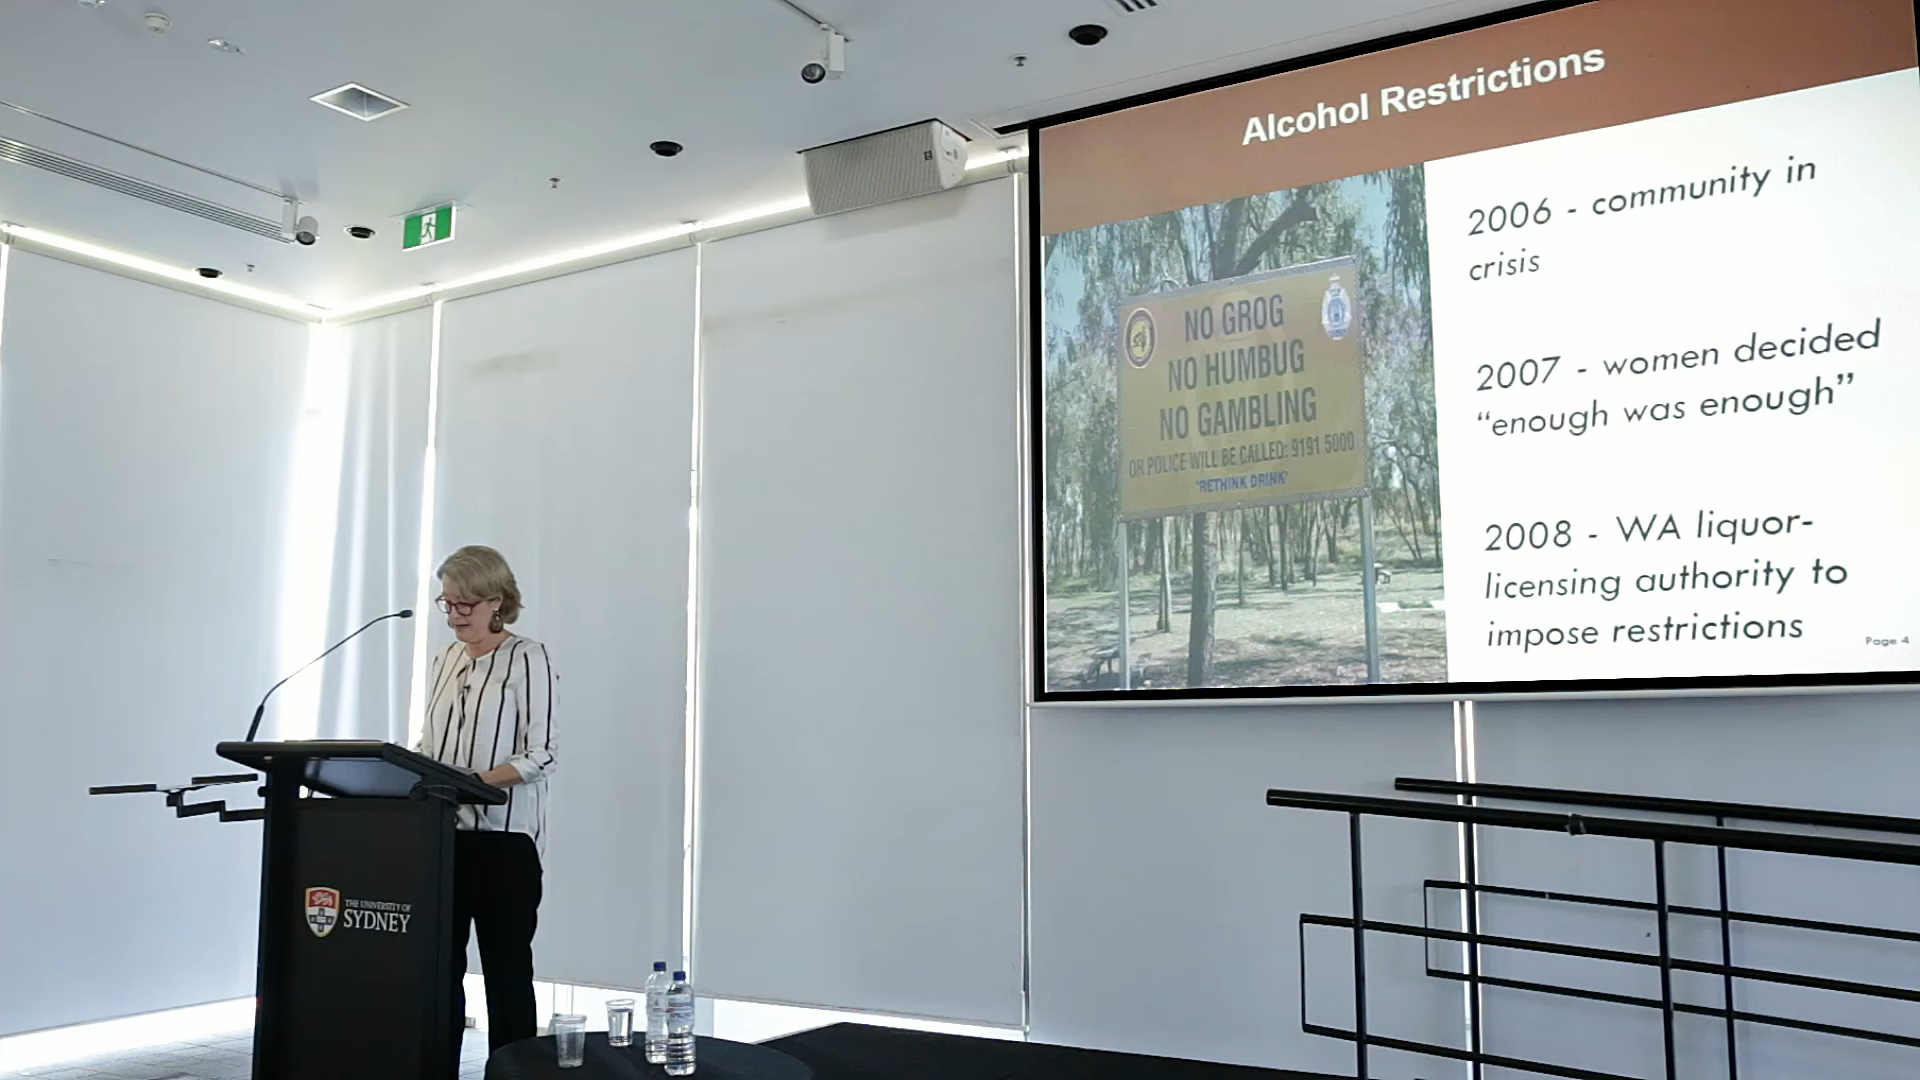 Alcohol Restrictions
2006 - community in
crisis
2007 - women decided
“enough was enough”
2008 - WA liquor-
licensing authority to
impose restrictions
Page 4
NO GROG
NO HUMBUG
NO GAMBLING
OR POLICE WILL BE CALLED: 9191 5000
'RETHINK DRINK'
THE UNIVERSITY OF
SYDNEY